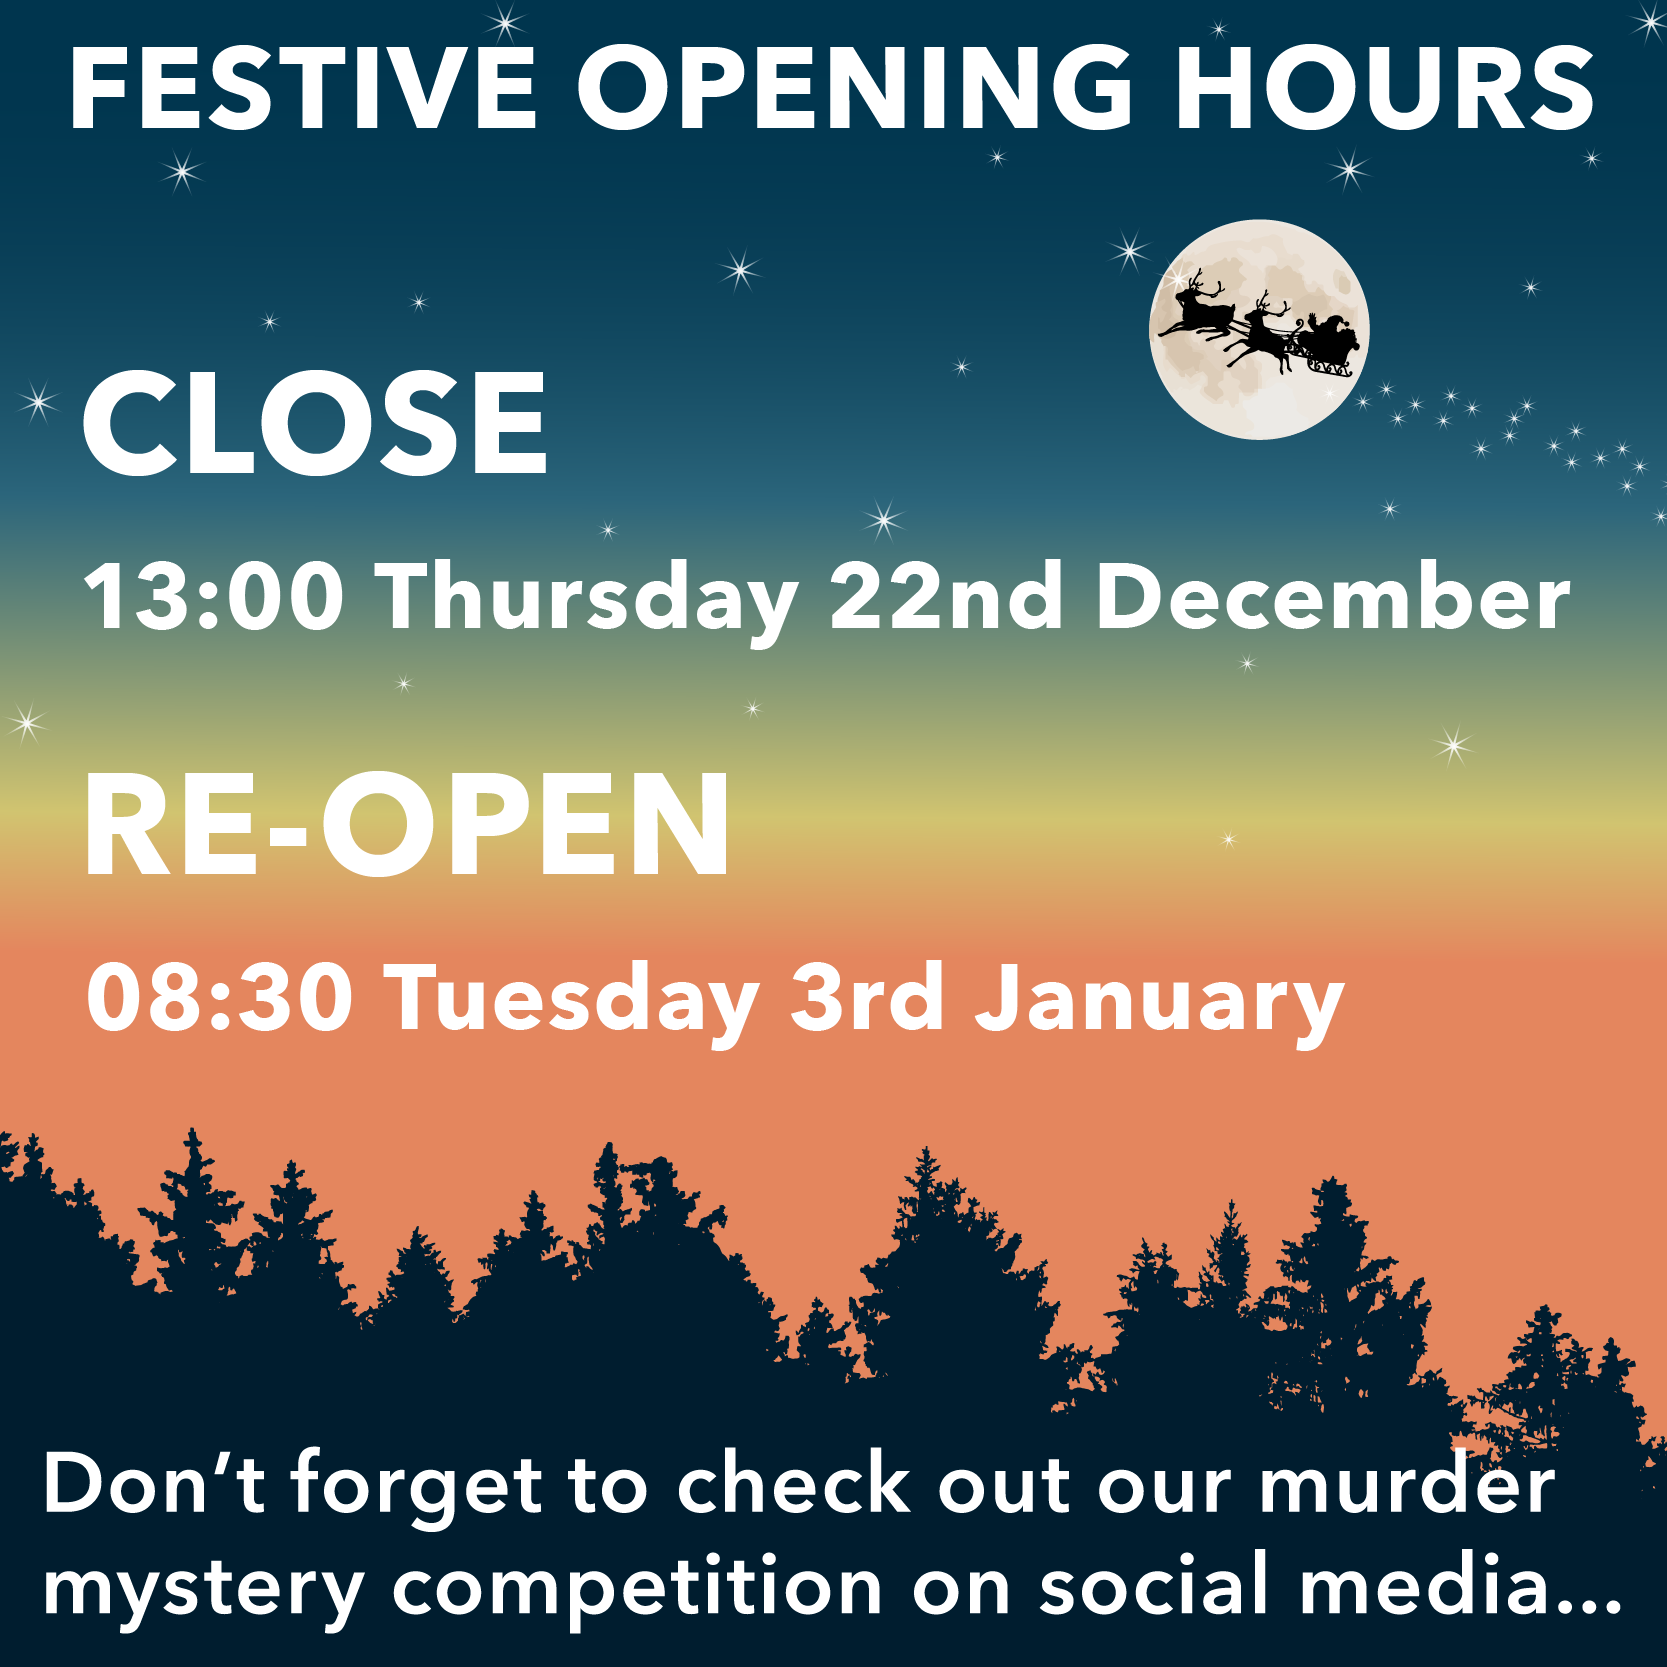 FESTIVE OPENING HOURS
CLOSE
13:00 Thursday 22nd December
RE-OPEN
08:30 Tuesday 3rd January
Don’t forget to check out our murder
mystery competition on social media...